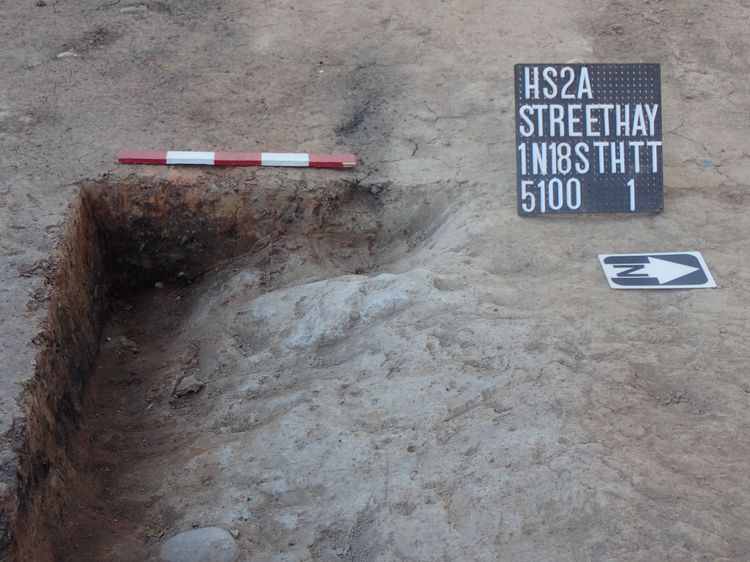 HS2A
STREETHAY
1N18STHTT
5100 1
N